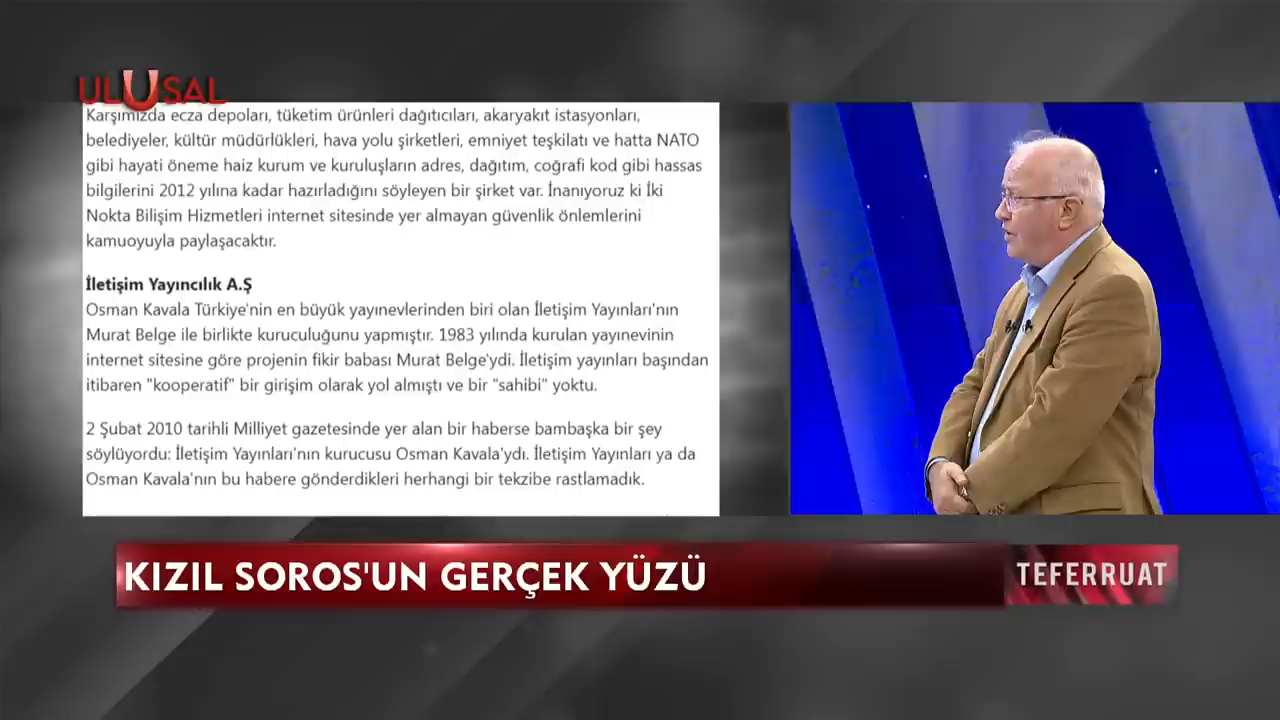 ULUSAL
Karşımızda ecza depoları, tüketim ürünleri dağıtıcıları, akaryakıt istasyonları,
belediyeler, kültür müdürlükleri, hava yolu şirketleri, emniyet teşkilatı ve hatta NATO
gibi hayati öneme haiz kurum ve kuruluşların adres, dağıtım, coğrafi kod gibi hassas
bilgilerini 2012 yılına kadar hazırladığını söyleyen bir şirket var. İnanıyoruz ki İki
Nokta Bilişim Hizmetleri internet sitesinde yer almayan güvenlik önlemlerini
kamuoyuyla paylaşacaktır.
İletişim Yayıncılık A.Ş
Osman Kavala Türkiye'nin en büyük yayınevlerinden biri olan İletişim Yayınları'nın
Murat Belge ile birlikte kuruculuğunu yapmıştır. 1983 yılında kurulan yayınevinin
internet sitesine göre projenin fikir babası Murat Belge'ydi. İletişim yayınları başından
itibaren "kooperatif" bir girişim olarak yol almıştı ve bir "sahibi" yoktu.
2 Şubat 2010 tarihli Milliyet gazetesinde yer alan bir haberse bambaşka bir şey
söylüyordu: İletişim Yayınları'nın kurucusu Osman Kavala'ydı. İletişim Yayınları ya da
Osman Kavala'nın bu habere gönderdikleri herhangi bir tekzibe rastlamadık.
KIZIL SOROS'UN GERÇEK YÜZÜ
TEFERRUAT